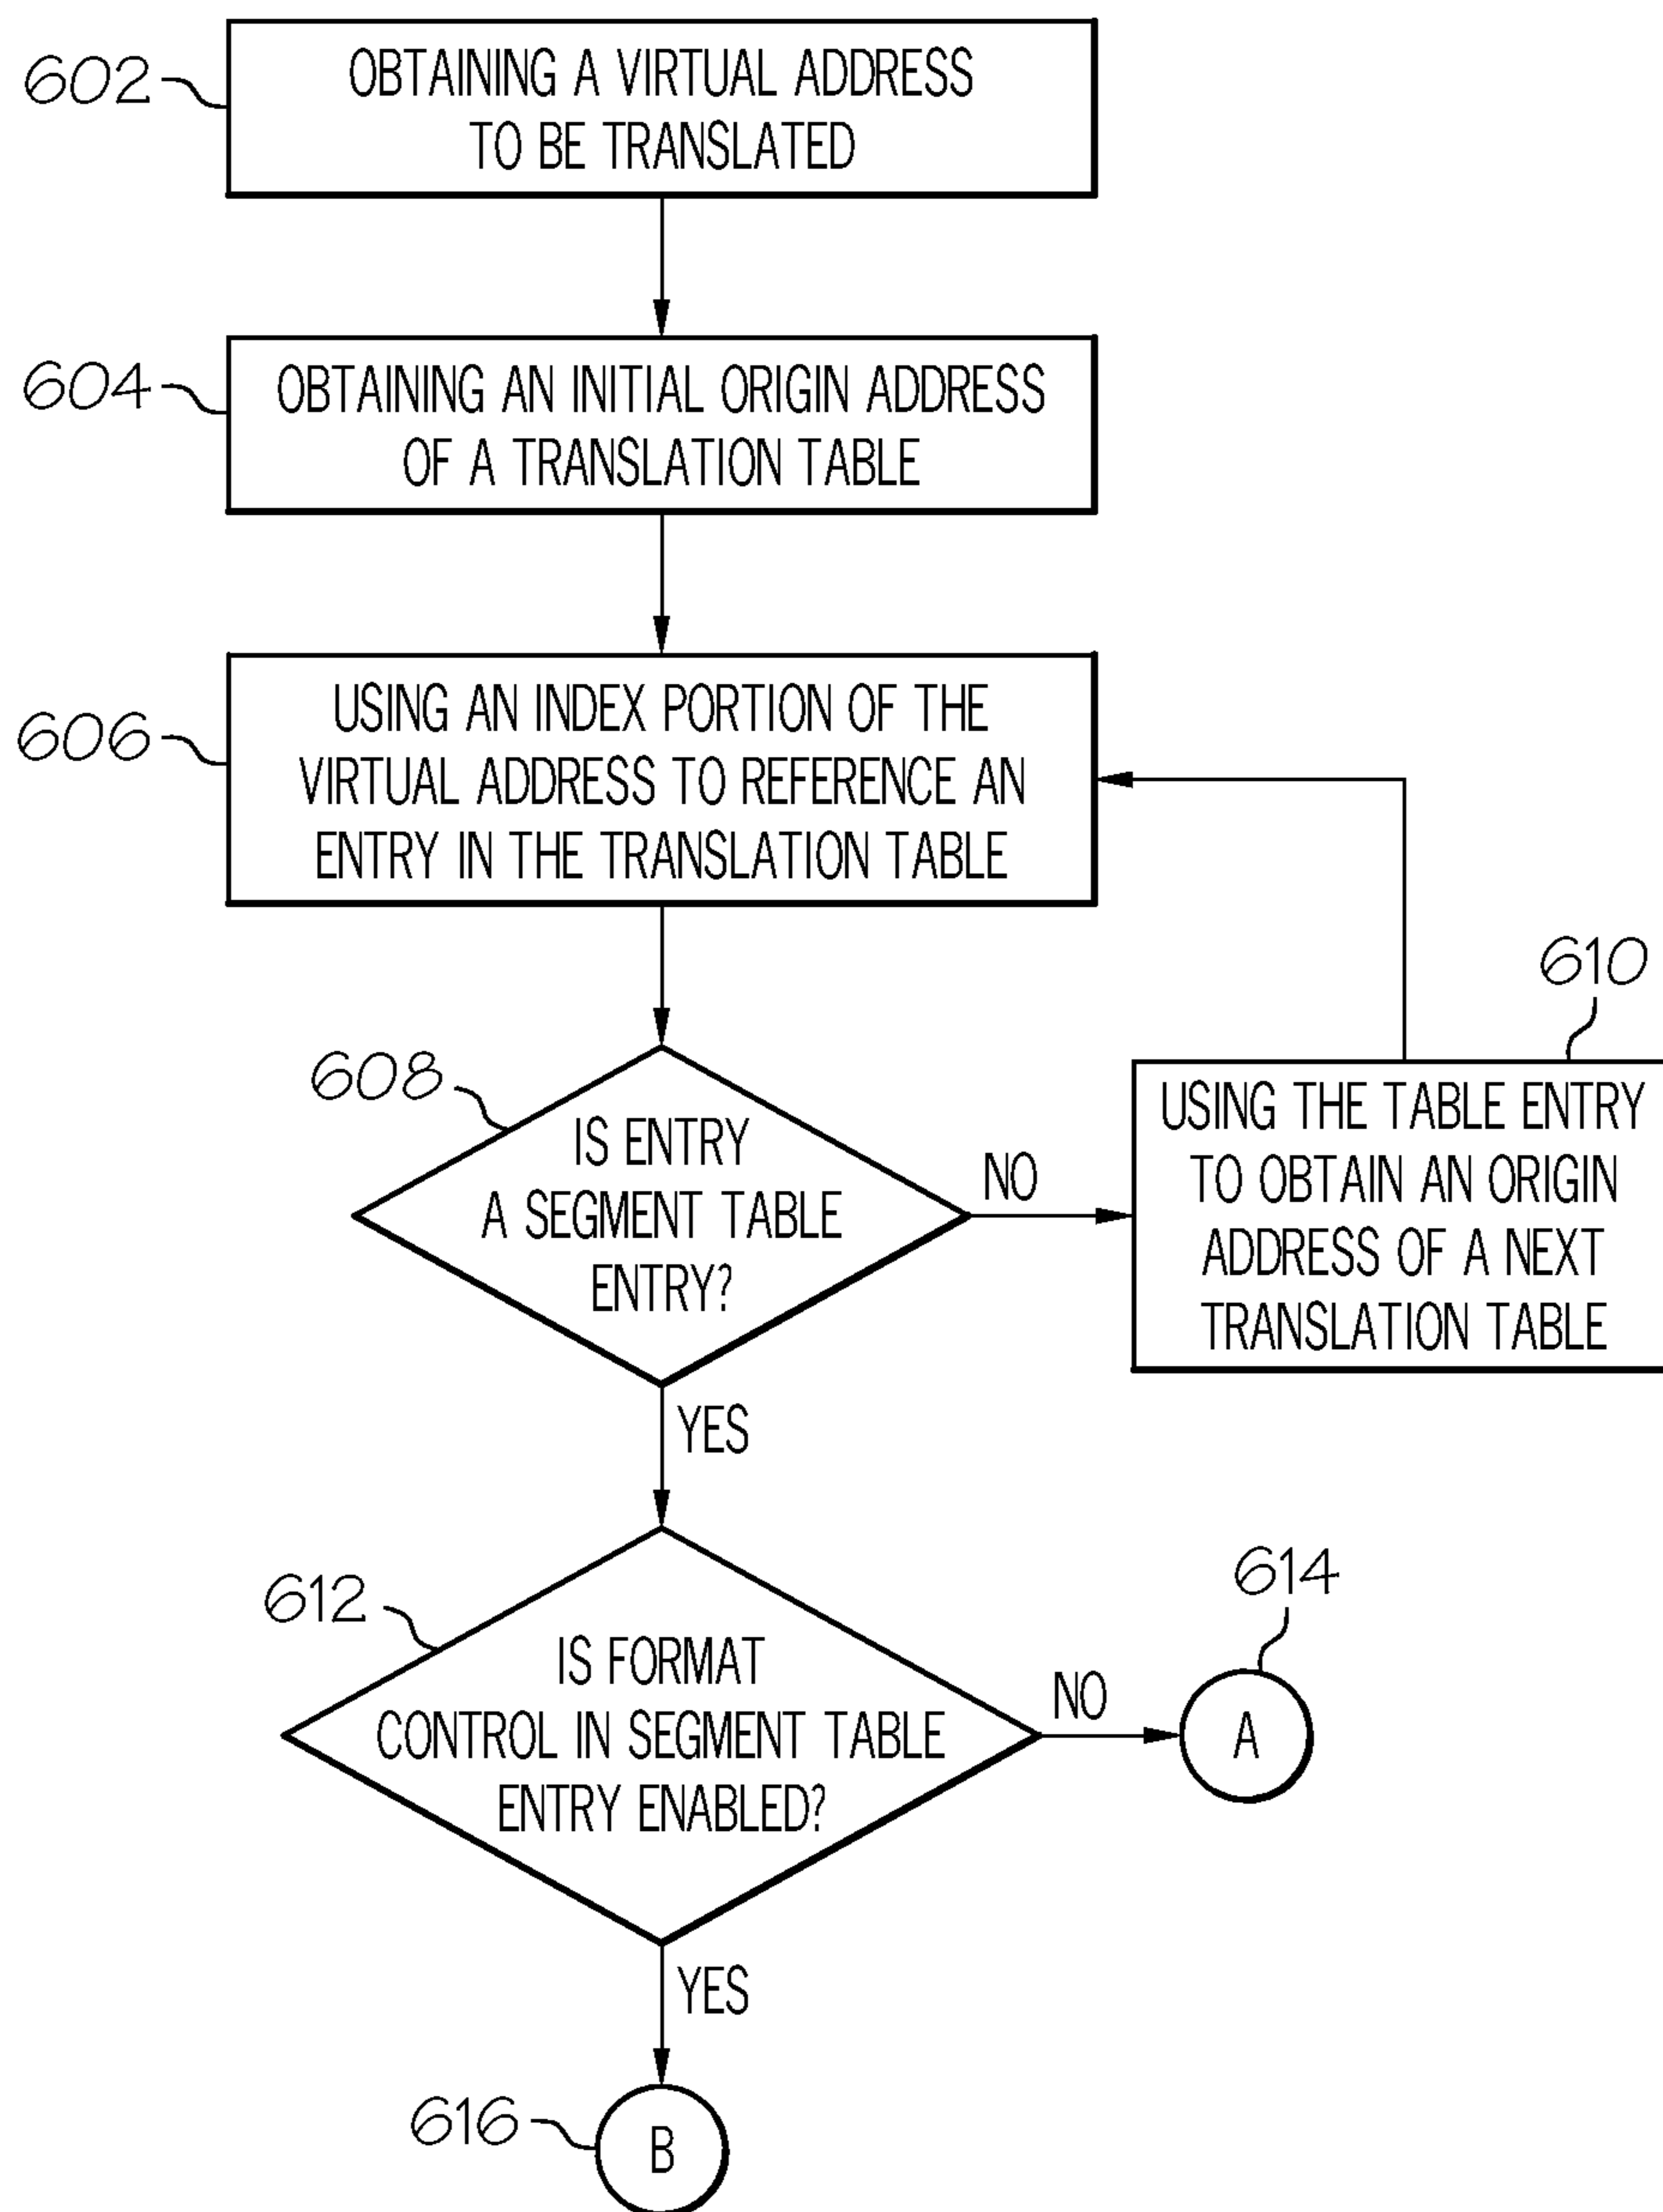 602
OBTAINING A VIRTUAL ADDRESS
TO BE TRANSLATED
604
OBTAINING AN INITIAL ORIGIN ADDRESS
OF A TRANSLATION TABLE
606
USING AN INDEX PORTION OF THE
VIRTUAL ADDRESS TO REFERENCE AN
ENTRY IN THE TRANSLATION TABLE
608
IS ENTRY
A SEGMENT TABLE
ENTRY?
NO
610
USING THE TABLE ENTRY
TO OBTAIN AN ORIGIN
ADDRESS OF A NEXT
TRANSLATION TABLE
YES
612
IS FORMAT
CONTROL IN SEGMENT TABLE
ENTRY ENABLED?
NO
614
A
YES
616
B